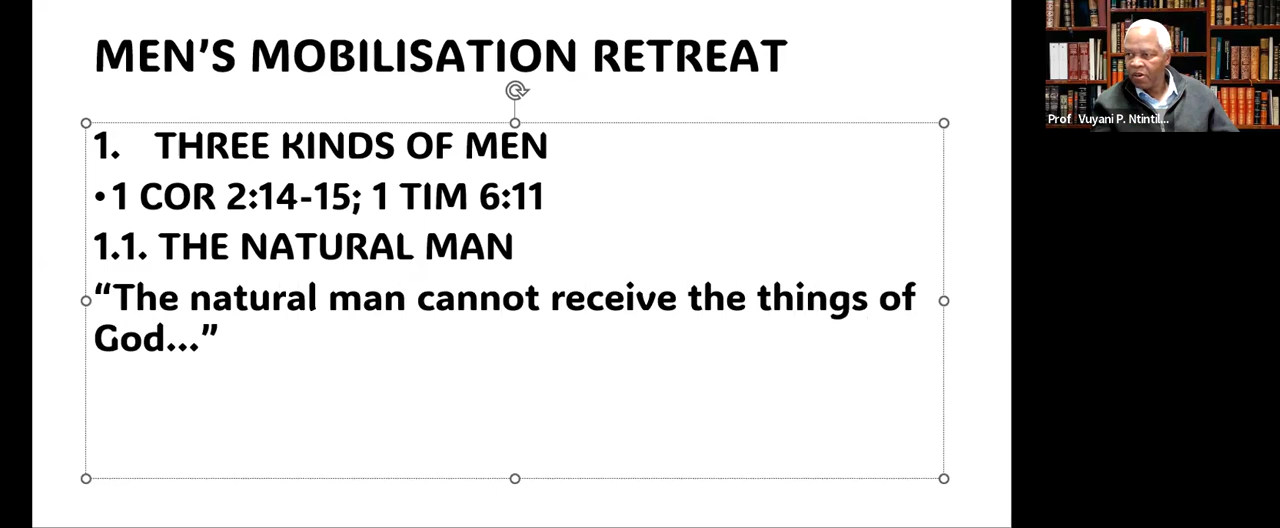 MEN’S MOBILISATION RETREAT
1. THREE KINDS OF MEN
• 1 COR 2:14-15; 1 TIM 6:11
1.1. THE NATURAL MAN
“The natural man cannot receive the things of
God...”
Prof Vuyani P. Ntintil...